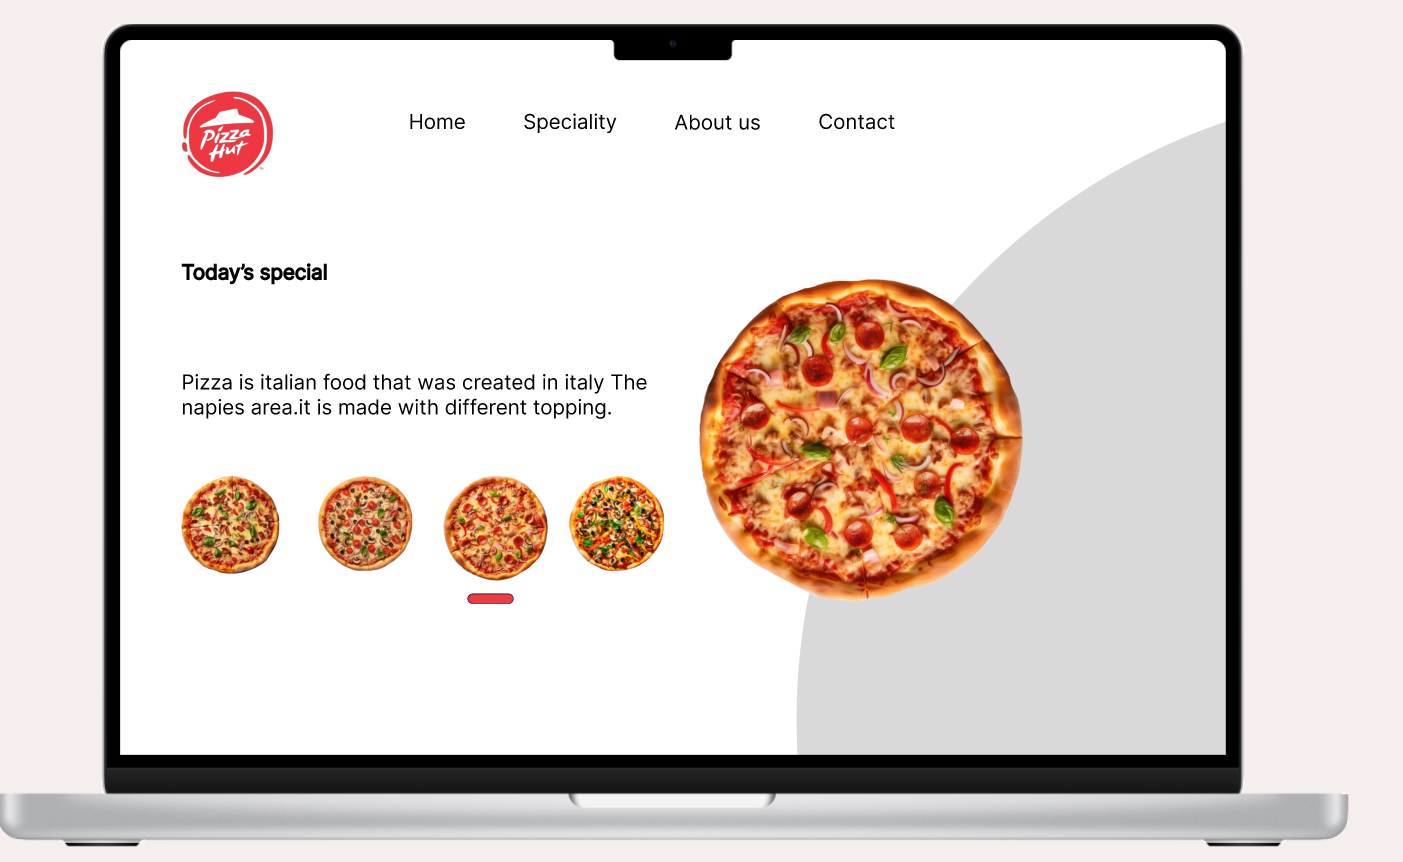 Pizza
Hut
Home Speciality About us Contact
Today's special
Pizza is italian food that was created in italy The
napies area.it is made with different topping.